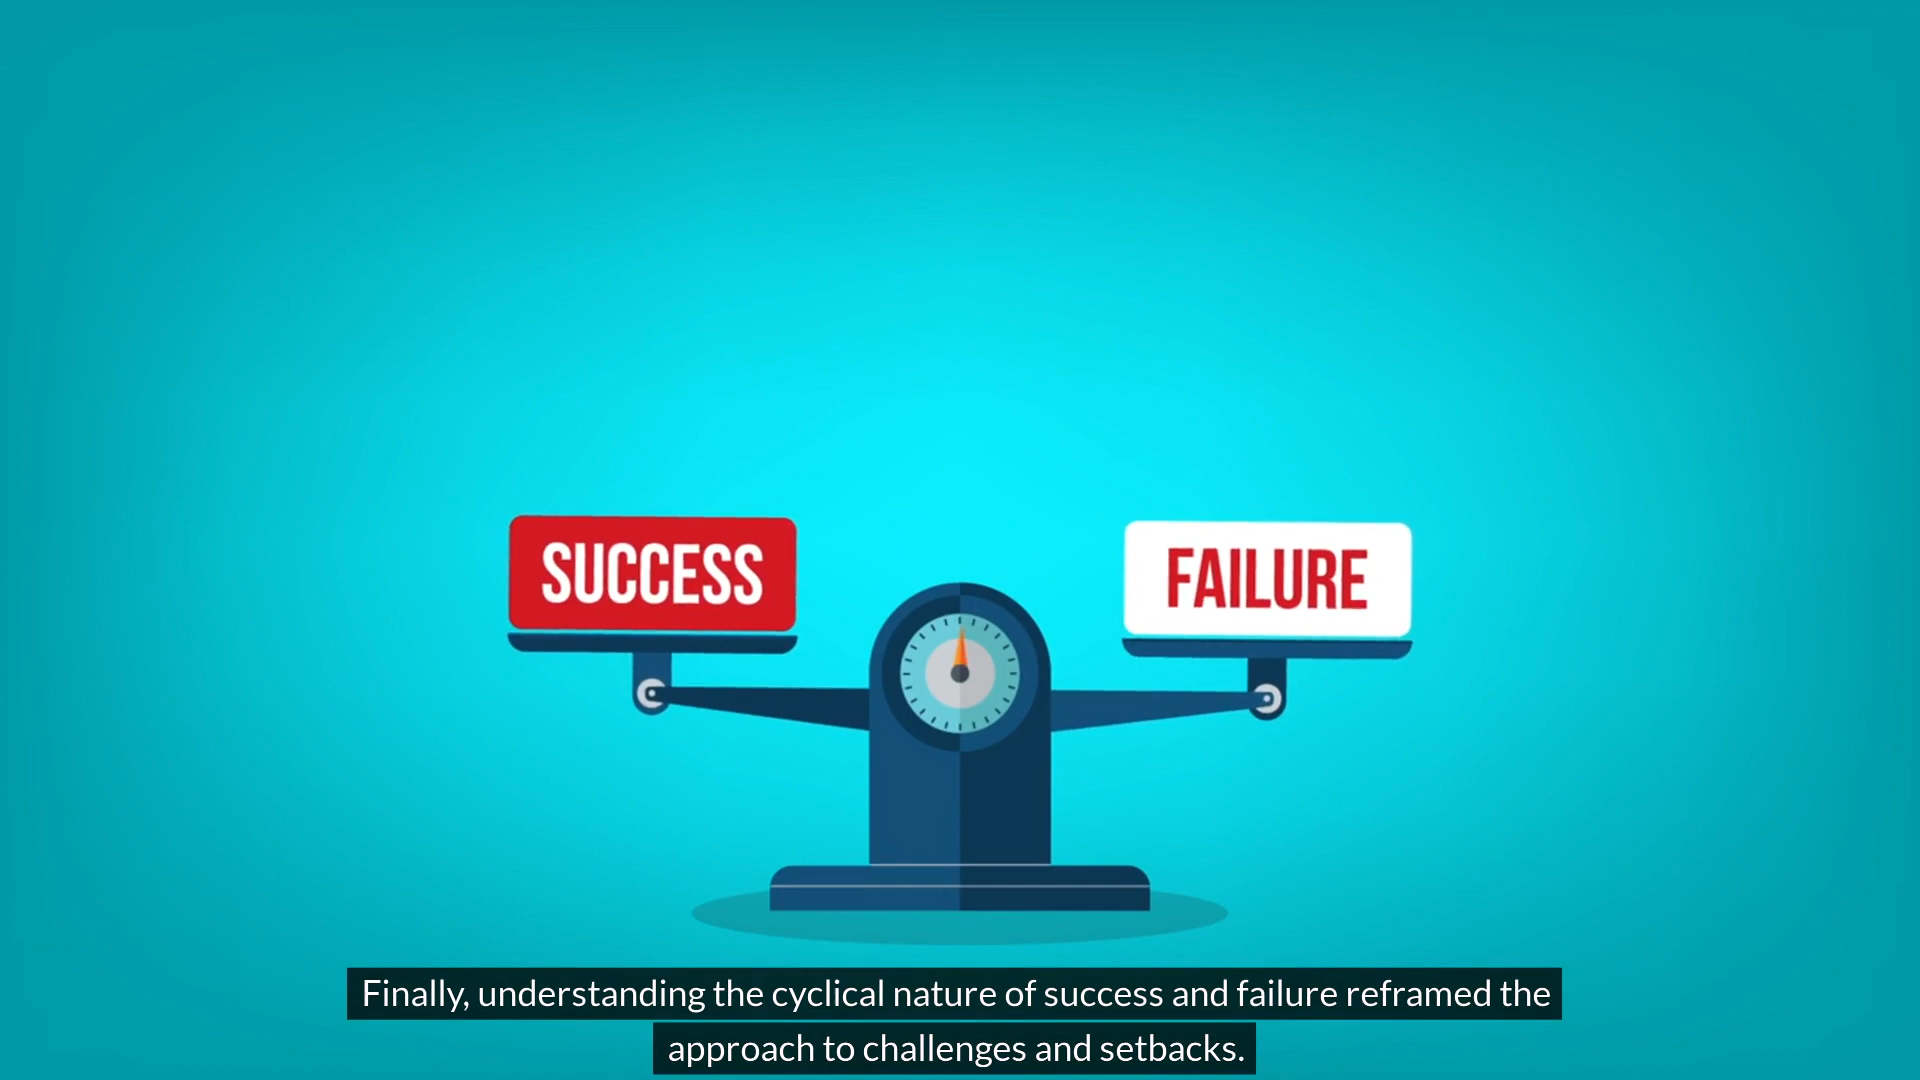 SUCCESS
FAILURE
Finally, understanding the cyclical nature of success and failure reframed the
approach to challenges and setbacks.